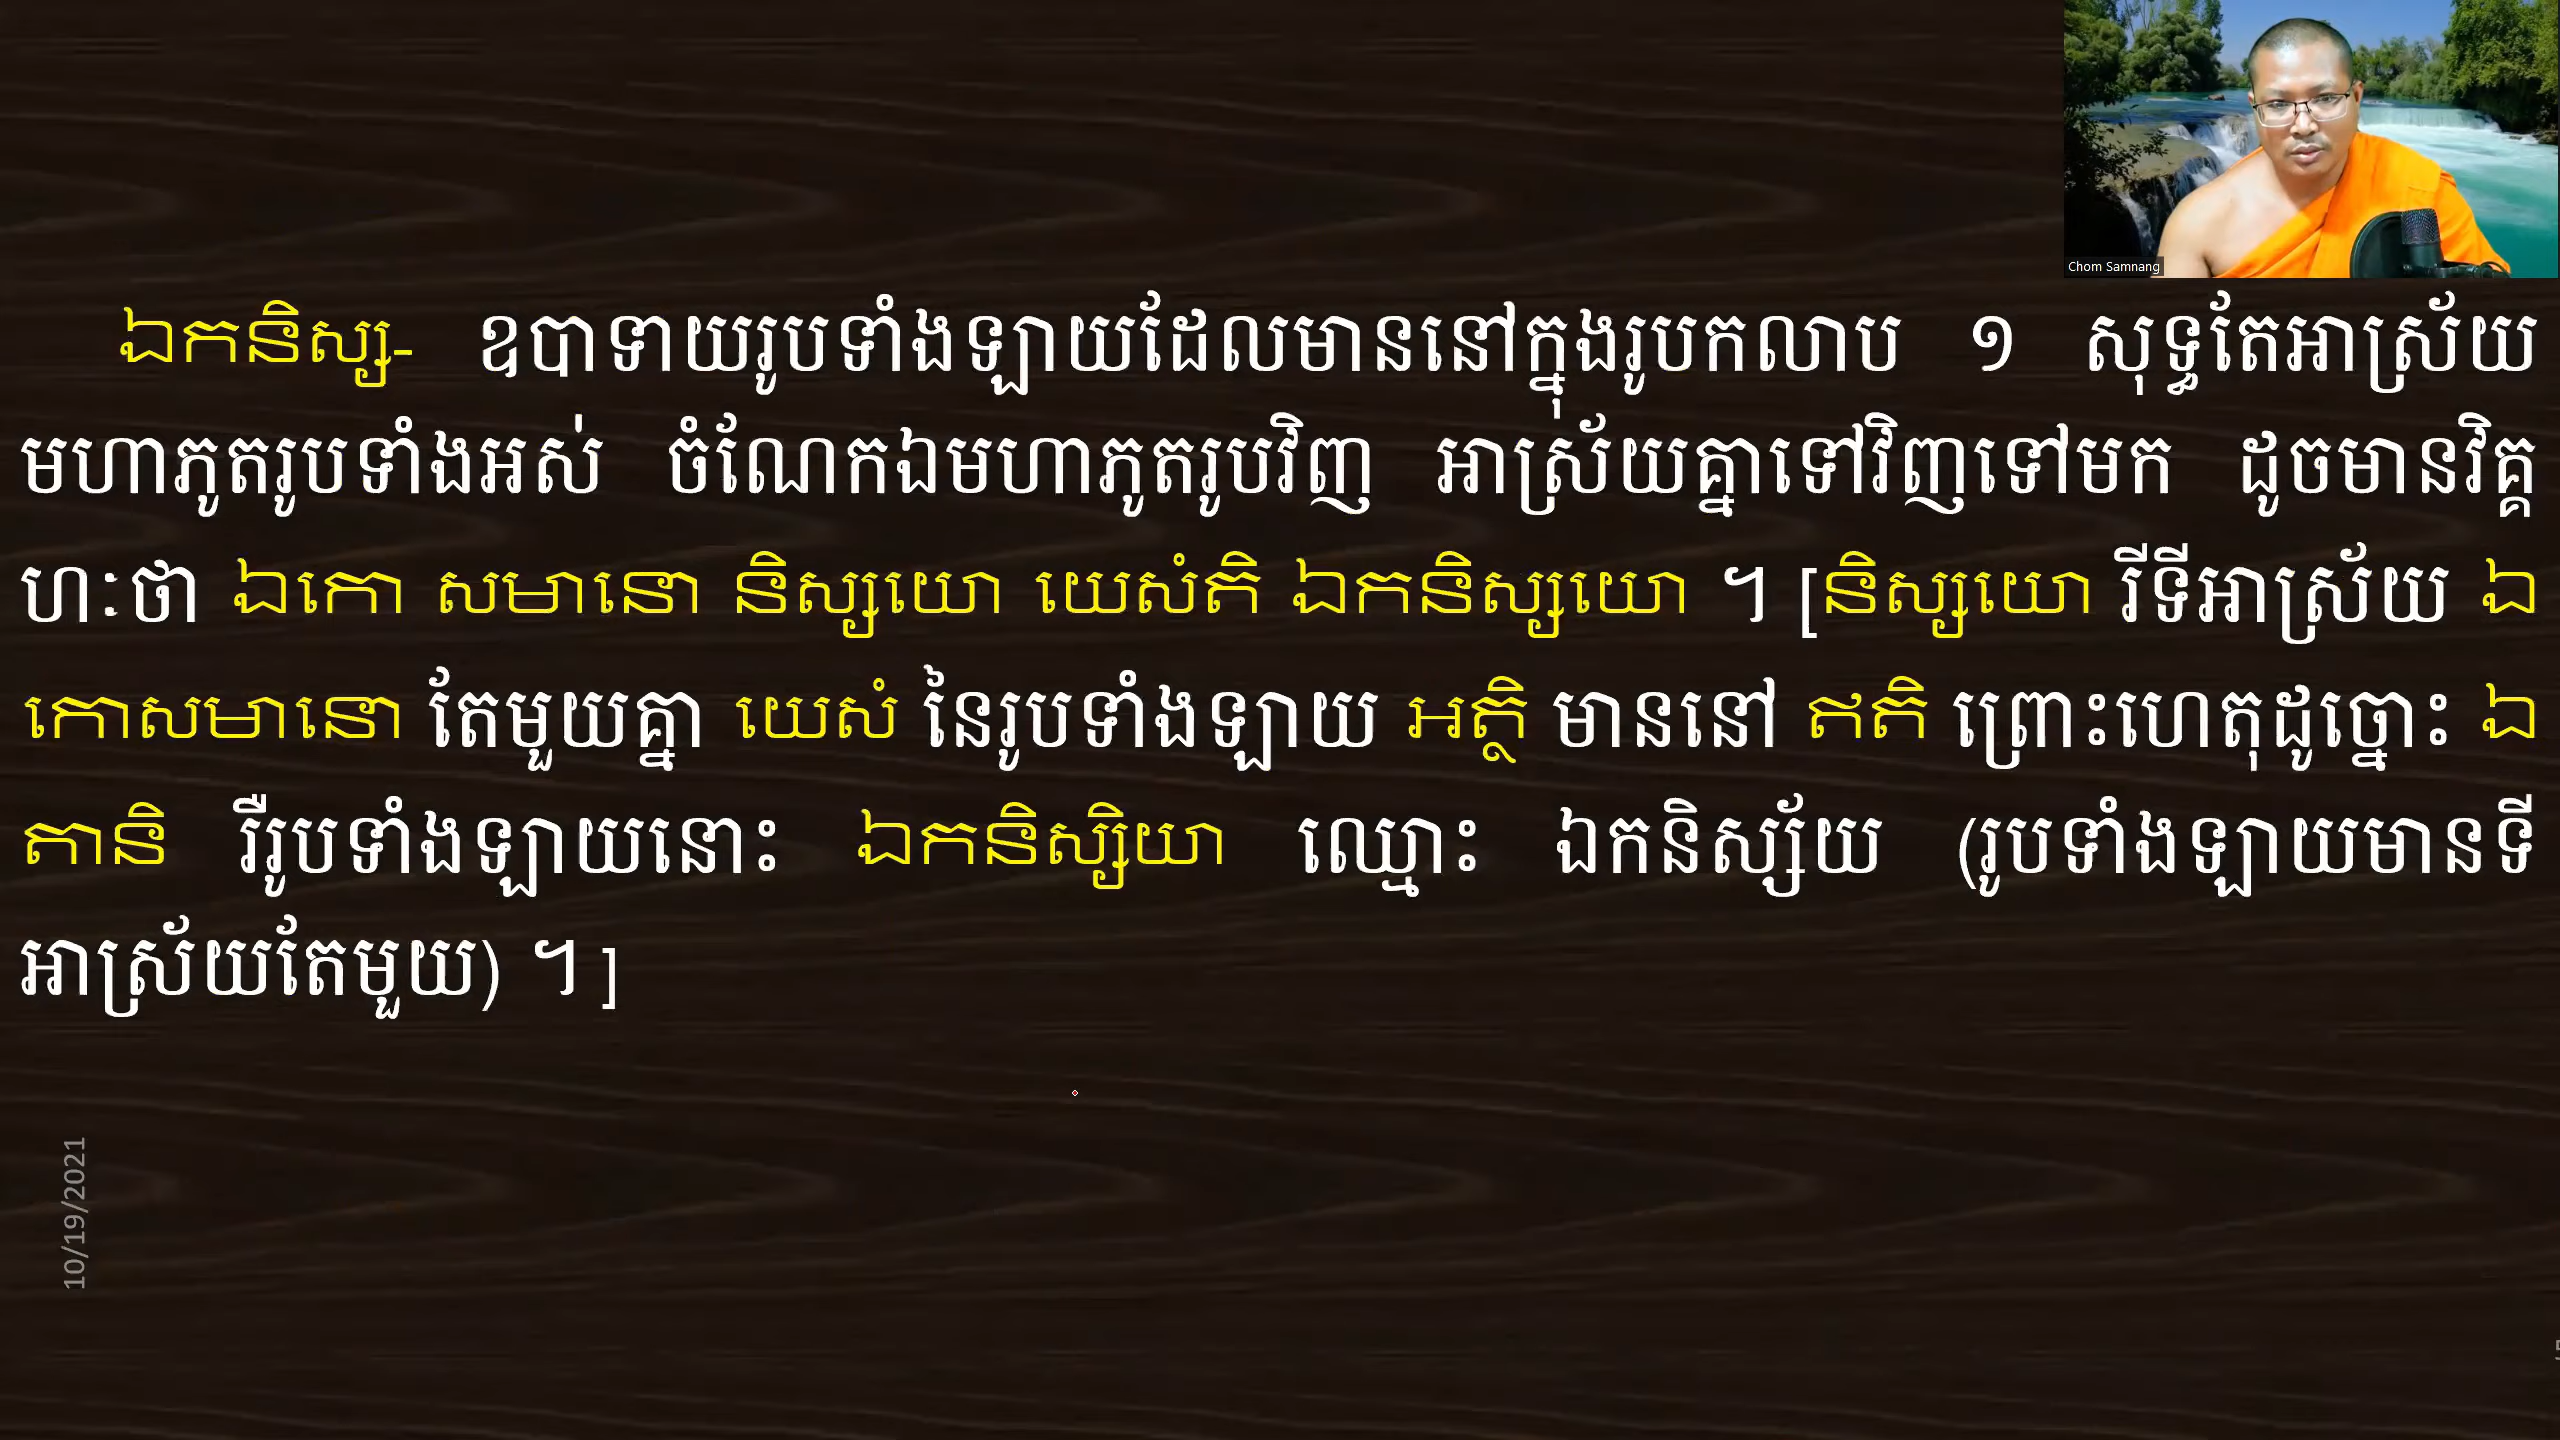 Chom Samnang
ឯកនិស្ស- ឧបាទាយរូបទាំងឡាយដែលមាននៅក្នុងរូបកលាប ១ សុទ្ធតែអាស្រ័យ
មហាភូតរូបទាំងអស់ ចំណែកឯមហាភូតរូបវិញ អាស្រ័យគ្នាទៅវិញទៅមក ដូចមានវិគ្គ
ហៈថា ឯកោ សមានោ និស្សយោ យេសំតិ ឯកនិស្សយោ ។ [និស្សយោ រីទីអាស្រ័យ ឯ
កោសមានោ តែមួយគ្នា យេសំ នៃរូបទាំងឡាយ អត្ថិ មាននៅ ឥតិ ព្រោះហេតុដូច្នោះ ឯ
តានិ រីរូបទាំងឡាយនោះ ឯកនិស្សិយា ឈ្មោះ ឯកនិស្ស័យ (រូបទាំងឡាយមានទី
អាស្រ័យតែមួយ) ។ ]
10/19/2021